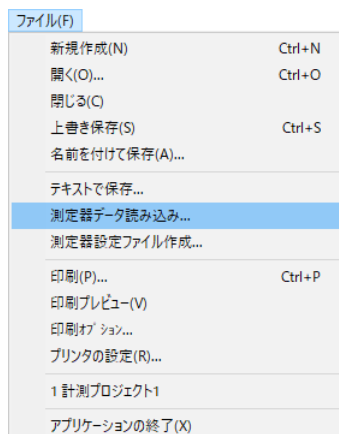 ファイル(F)
新規作成(N) Ctrl+N
開く(O)... Ctrl+O
閉じる(C)
上書き保存(S) Ctrl+S
名前を付けて保存(A)...
テキストで保存...
測定器データ読み込み...
測定器設定ファイル作成...
印刷(P)... Ctrl+P
印刷プレビュー(V)
印刷ｵﾌﾟｼｮﾝ...
プリンタの設定(R)...
1 計測プロジェクト1
アプリケーションの終了(X)